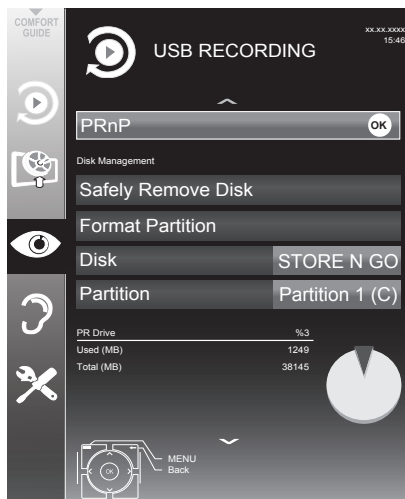 COMFORT
GUIDE
USB RECORDING
xx.xx.xxxx
15:46
PRnP OK
Disk Management
Safely Remove Disk
Format Partition
Disk STORE N GO
Partition Partition 1 (C)
PR Drive %3
Used (MB) 1249
Total (MB) 38145
MENU
OK
Back